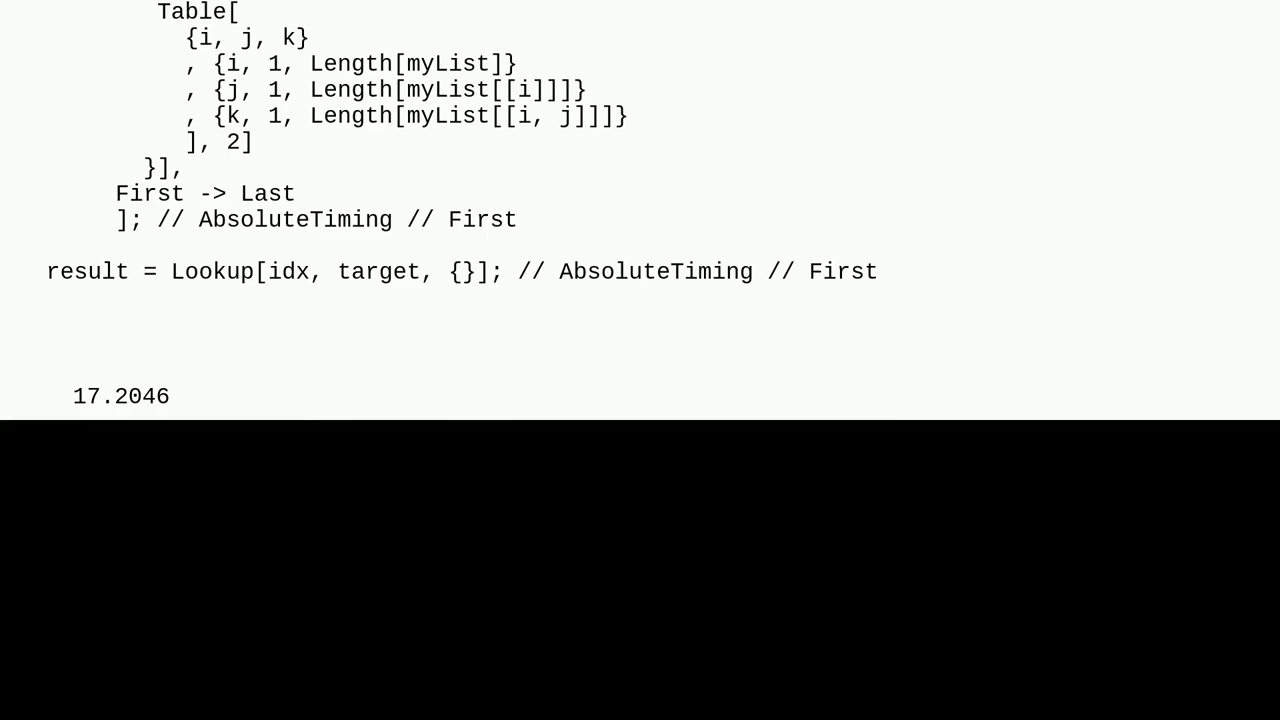 Table[
{i, j, k}
, {i, 1, Length[myList]}
, {j, 1, Length[myList[[i]]]}
, {k, 1, Length[myList[[i, j]]]}
], 2]
}],
First -> Last
]; // AbsoluteTiming // First
result = Lookup[idx, target, {}]; // AbsoluteTiming // First
17.2046